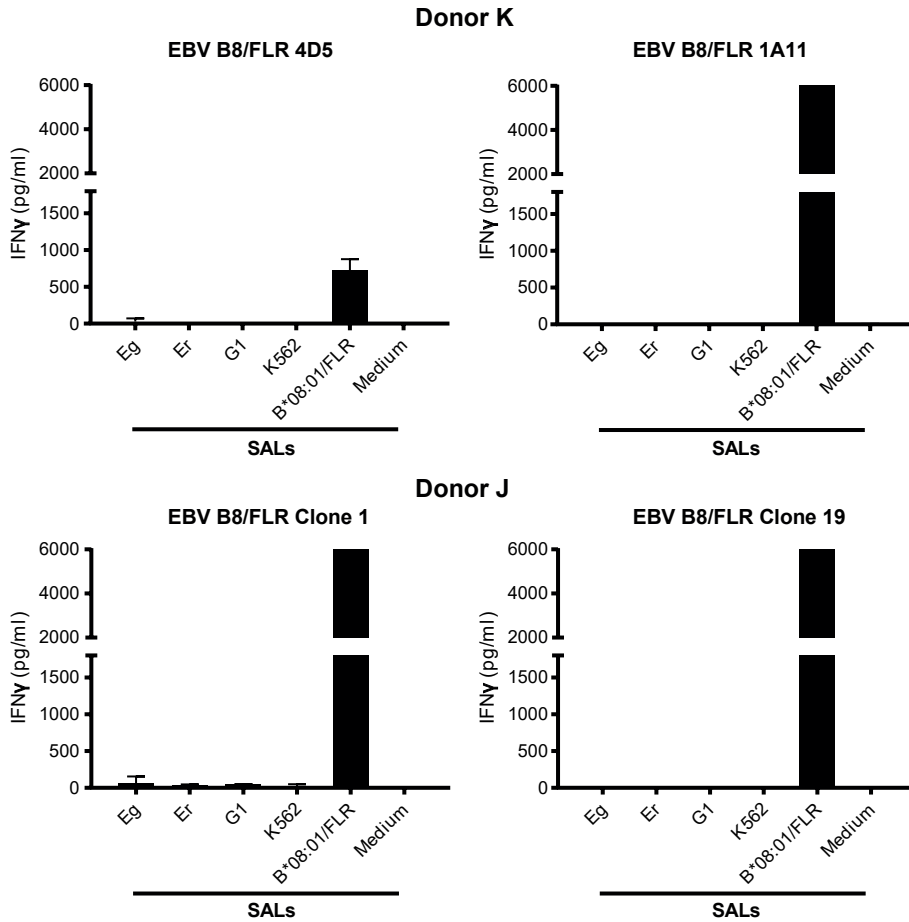 Donor K
EBV B8/FLR 4D5
IFNγ (pg/ml)
6000
4000
2000
1500
1000
500
0
Eg
Er
G1
K562
B*08:01/FLR
Medium
SALs
EBV B8/FLR 1A11
IFNγ (pg/ml)
6000
4000
2000
1500
1000
500
0
Eg
Er
G1
K562
B*08:01/FLR
Medium
SALs
Donor J
EBV B8/FLR Clone 1
IFNγ (pg/ml)
6000
4000
2000
1500
1000
500
0
Eg
Er
G1
K562
B*08:01/FLR
Medium
SALs
EBV B8/FLR Clone 19
IFNγ (pg/ml)
6000
4000
2000
1500
1000
500
0
Eg
Er
G1
K562
B*08:01/FLR
Medium
SALs